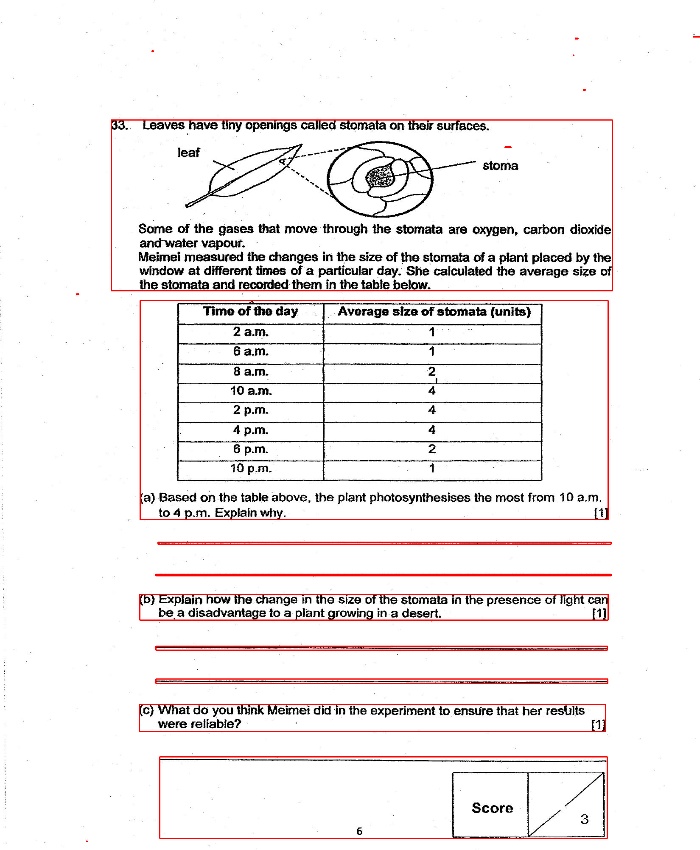 33. Leaves have tiny openings called stomata on their surfaces.
leaf
stoma
Some of the gases that move through the stomata are oxygen, carbon dioxide
and water vapour.
Meimei measured the changes in the size of the stomata of a plant placed by the
window at different times of a particular day. She calculated the average size of
the stomata and recorded them in the table below.
Time of the day Average size of stomata (units)
2 a.m. 1
6 a.m. 1
8 a.m. 2
10 a.m. 4
2 p.m. 4
4 p.m. 4
6 p.m. 2
10 p.m. 1
(a) Based on the table above, the plant photosynthesises the most from 10 a.m.
to 4 p.m. Explain why. [1]
(b) Explain how the change in the size of the stomata in the presence of light can
be a disadvantage to a plant growing in a desert. [1]
(c) What do you think Meimei did in the experiment to ensure that her results
were reliable? [1]
Score
3
6